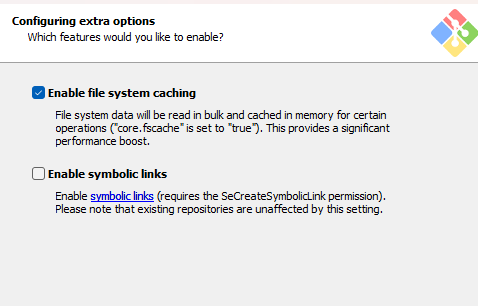 Configuring extra options
Which features would you like to enable?
Enable file system caching
File system data will be read in bulk and cached in memory for certain
operations ("core.fscache" is set to "true"). This provides a significant
performance boost.
Enable symbolic links
Enable symbolic links (requires the SeCreateSymbolicLink permission).
Please note that existing repositories are unaffected by this setting.